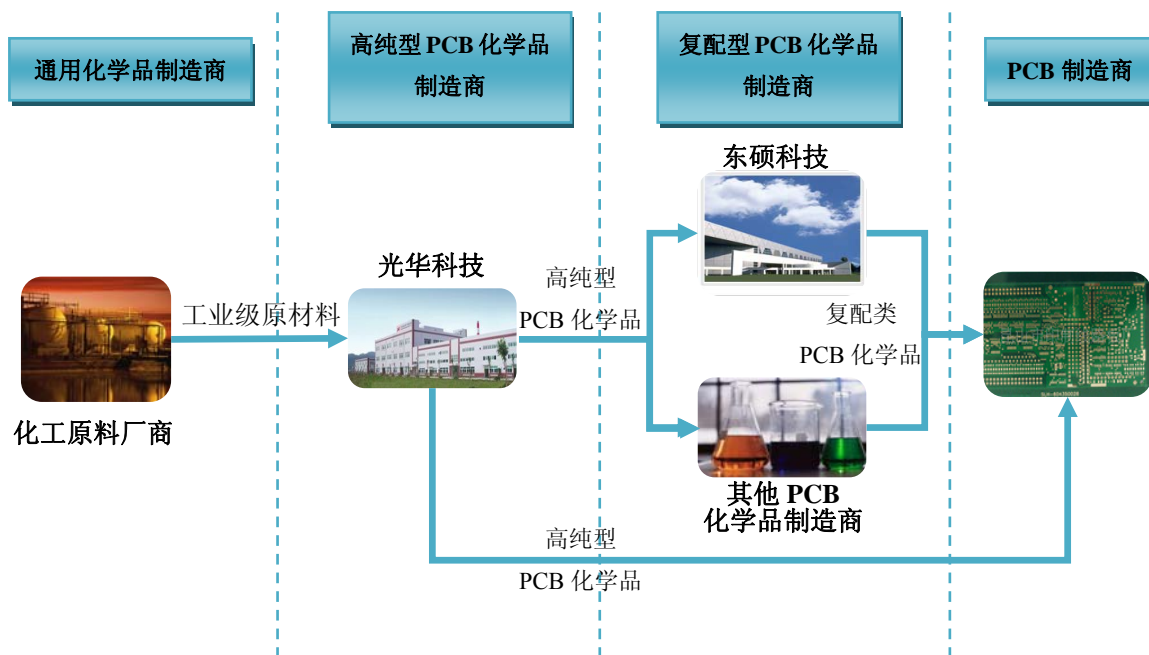 通用化学品制造商
高纯型 PCB 化学品
制造商
复配型 PCB 化学品
制造商
PCB 制造商
东硕科技
光华科技
高纯型
PCB 化学品
工业级原材料
复配类
PCB 化学品
化工原料厂商
其他 PCB
化学品制造商
高纯型
PCB 化学品